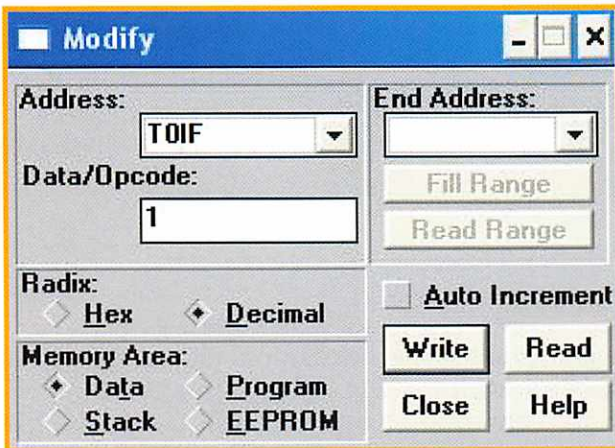 Modify
Address:
T0IF
Data/Opcode:
1
End Address:
Fill Range
Read Range
Radix:
Hex Decimal
Memory Area:
Data Program
Stack EEPROM
Auto Increment
Write Read
Close Help